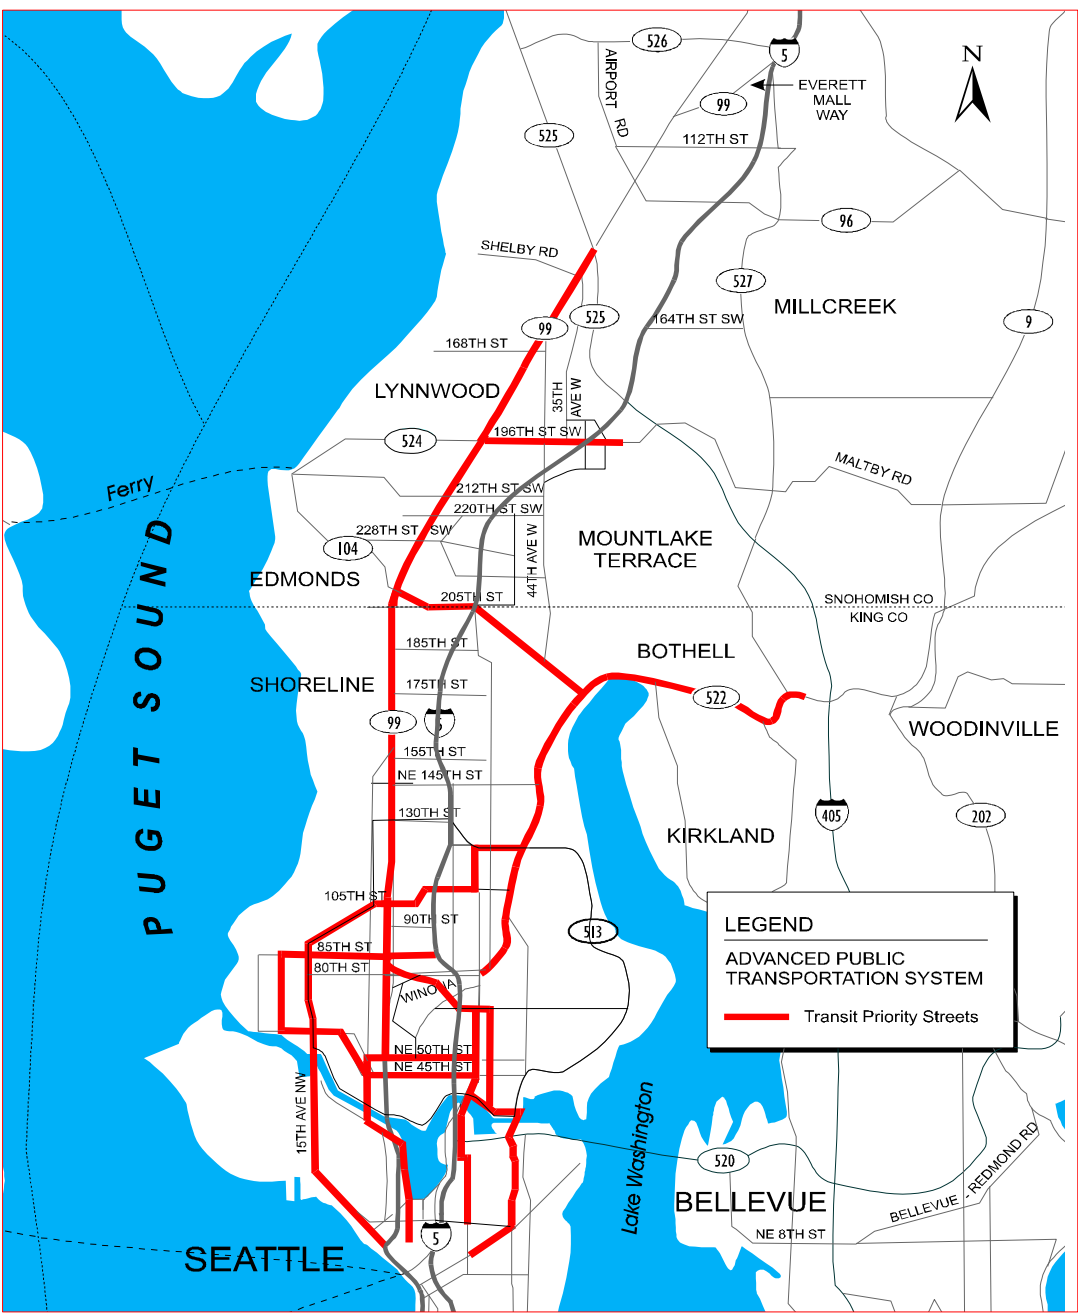 526
5
N
AIRPORT RD
EVERETT
MALL
WAY
99
525
112TH ST
96
SHELBY RD
527
MILLCREEK
525
9
99
164TH ST SW
168TH ST
LYNNWOOD
35TH
AVE W
196TH ST SW
524
MALTBY RD
Ferry
212TH ST SW
220TH ST SW
228TH ST SW
104
MOUNTLAKE
TERRACE
44TH AVE W
EDMONDS
205TH ST
SNOHOMISH CO
KING CO
PUGET SOUND
185TH ST
BOTHELL
SHORELINE
175TH ST
522
99
5
WOODINVILLE
155TH ST
NE 145TH ST
130TH ST
405
202
KIRKLAND
105TH ST
90TH ST
513
LEGEND
85TH ST
80TH ST
ADVANCED PUBLIC
TRANSPORTATION SYSTEM
WINONA
Transit Priority Streets
NE 50TH ST
NE 45TH ST
15TH AVE NW
Lake Washington
520
BELLEVUE - REDMOND RD
BELLEVUE
NE 8TH ST
5
SEATTLE